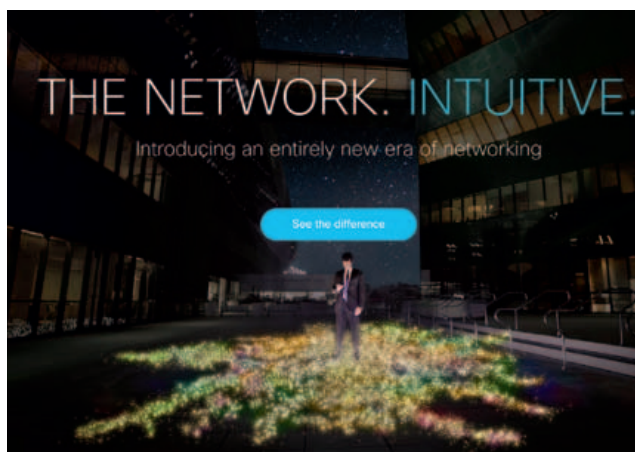 THE NETWORK. INTUITIVE.
Introducing an entirely new era of networking
See the difference